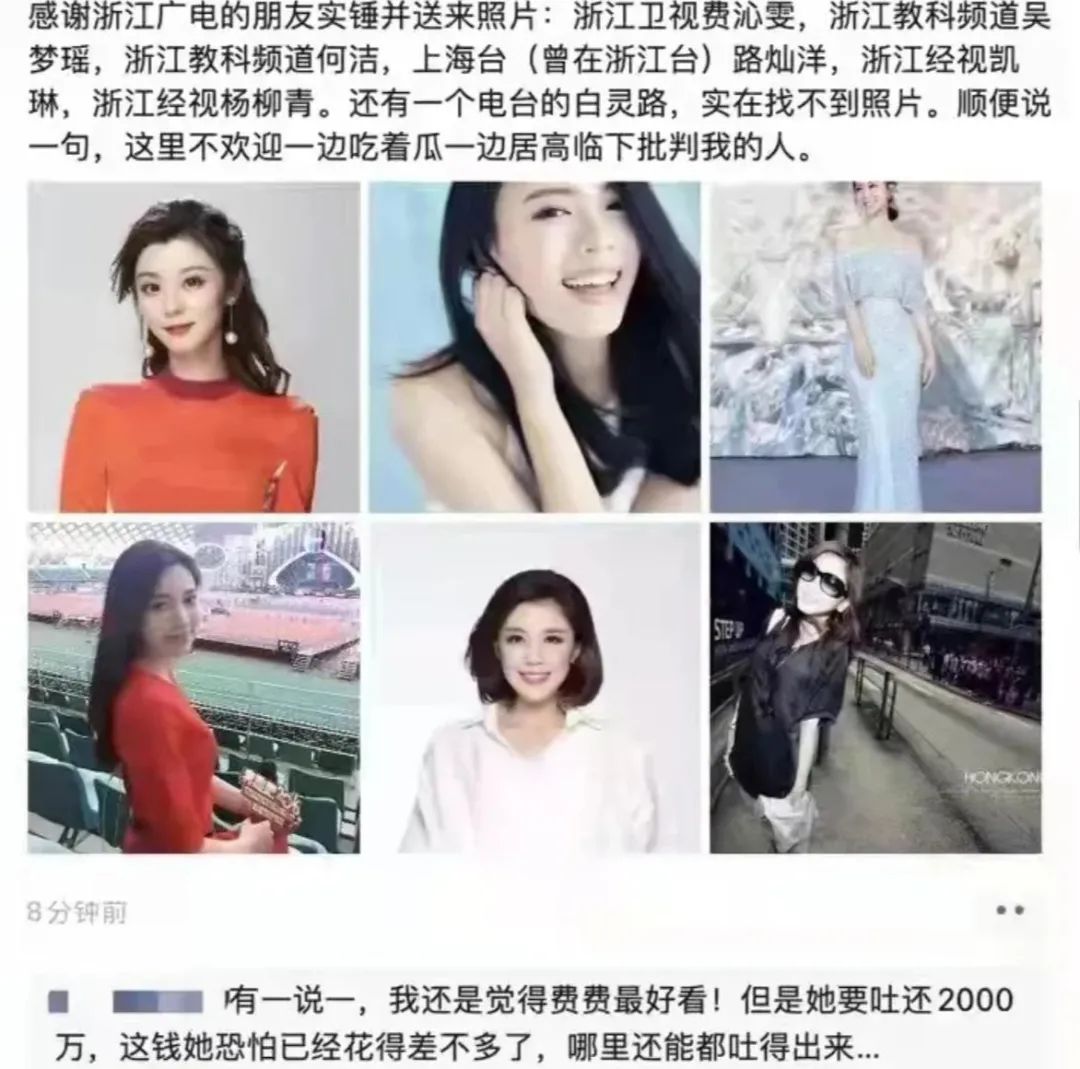 感谢浙江广电的朋友实锤并送来照片：浙江卫视费沁雯，浙江教科频道吴
梦瑶，浙江教科频道何洁，上海台（曾在浙江台）路灿洋，浙江经视凯
琳，浙江经视杨柳青。还有一个电台的白灵路，实在找不到照片。顺便说
一句，这里不欢迎一边吃着瓜一边居高临下批判我的人。
STEP UP
HONGKON
8分钟前
有一说一，我还是觉得费费最好看！但是她要吐还2000
万，这钱她恐怕已经花得差不多了，哪里还能都吐得出来...